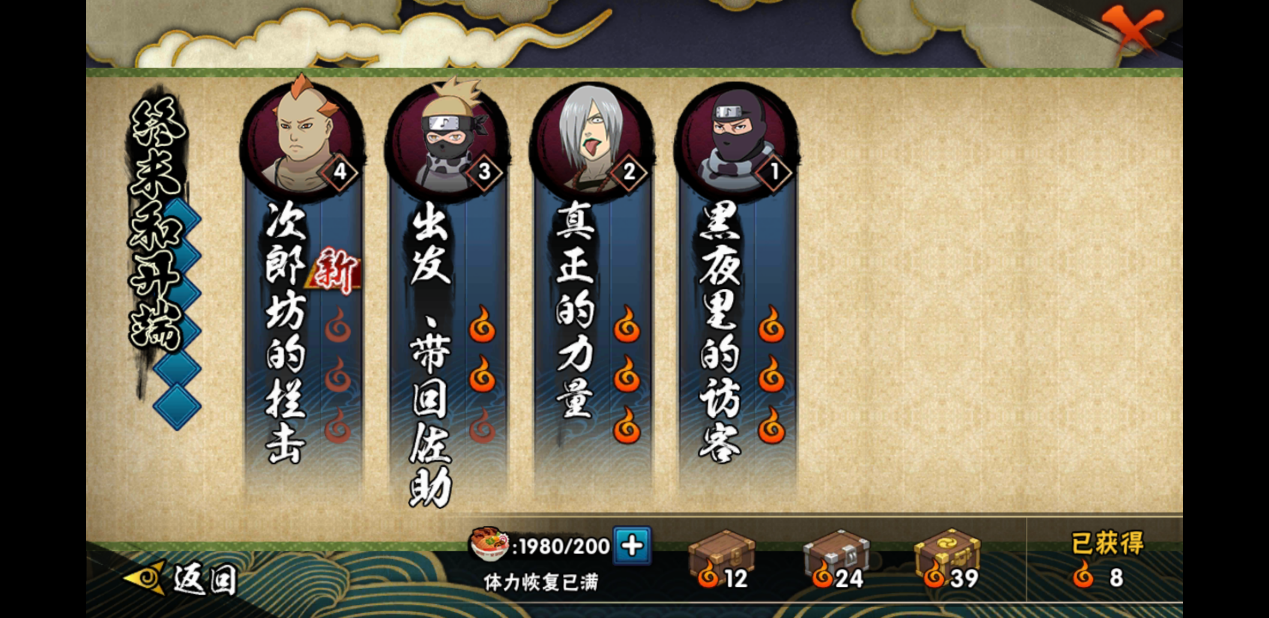 终末和开端
4
次郎坊的拦击
新
3
出发、带回佐助
2
真正的力量
1
黑夜里的访客
返回
:1980/200
体力恢复已满
12
24
39
已获得
8